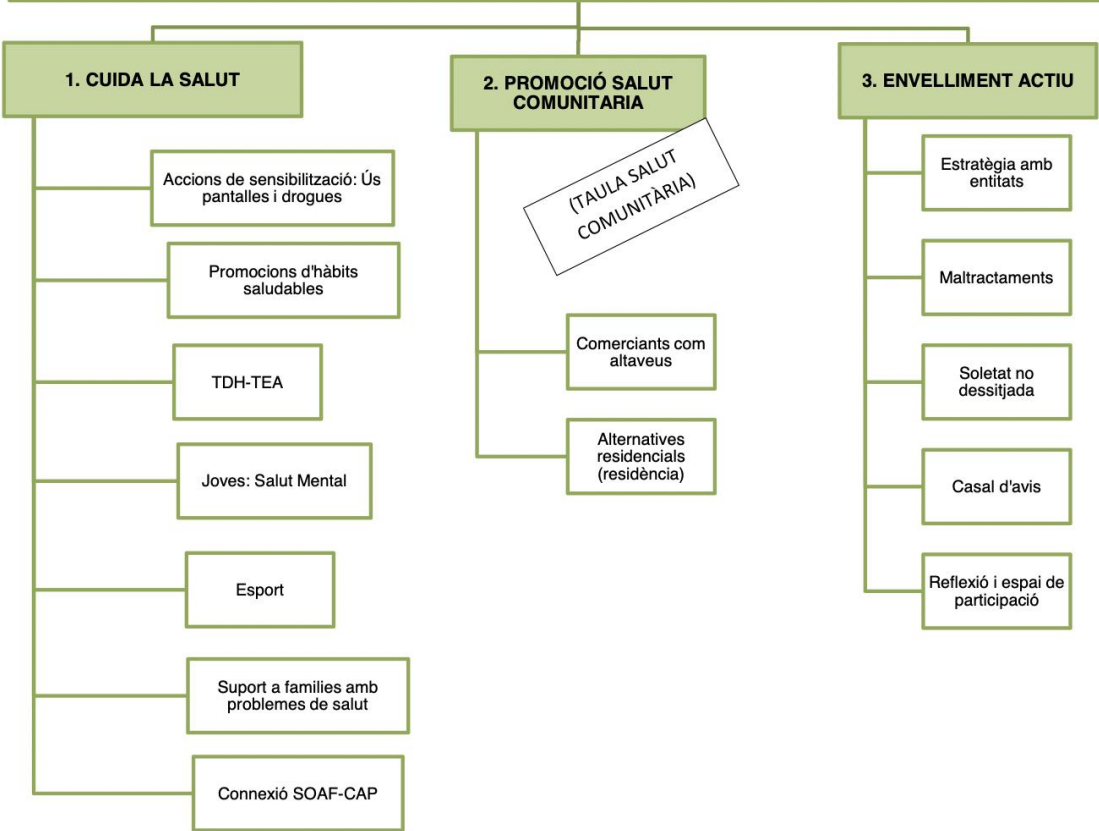 1. CUIDA LA SALUT
Accions de sensibilització: Ús
pantalles i drogues
Promocions d'hàbits
saludables
TDH-TEA
Joves: Salut Mental
Esport
Suport a families amb
problemes de salut
Connexió SOAF-CAP
2. PROMOCIÓ SALUT
COMUNITARIA
(TAULA SALUT
COMUNITÀRIA)
Comerciants com
altaveus
Alternatives
residencials
(residència)
3. ENVELLIMENT ACTIU
Estratègia amb
entitats
Maltractaments
Soletat no
dessitjada
Casal d'avis
Reflexió i espai de
participació